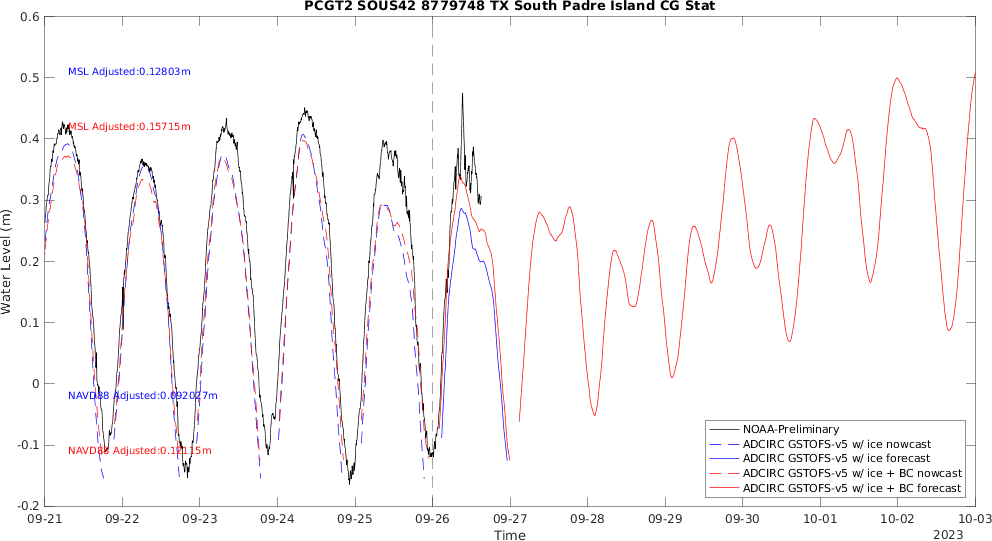 PCGT2 SOUS42 8779748 TX South Padre Island CG Stat
0.6
0.5
0.4
0.3
0.2
0.1
0
-0.1
-0.2
Water Level (m)
MSL Adjusted:0.12803m
MSL Adjusted:0.15715m
NAVD88 Adjusted:0.092027m
NAVD88 Adjusted:0.12115m
NOAA-Preliminary
ADCIRC GSTOFS-v5 w/ ice nowcast
ADCIRC GSTOFS-v5 w/ ice forecast
ADCIRC GSTOFS-v5 w/ ice + BC nowcast
ADCIRC GSTOFS-v5 w/ ice + BC forecast
09-21 09-22 09-23 09-24 09-25 09-26 09-27 09-28 09-29 09-30 10-01 10-02 10-03
Time
2023